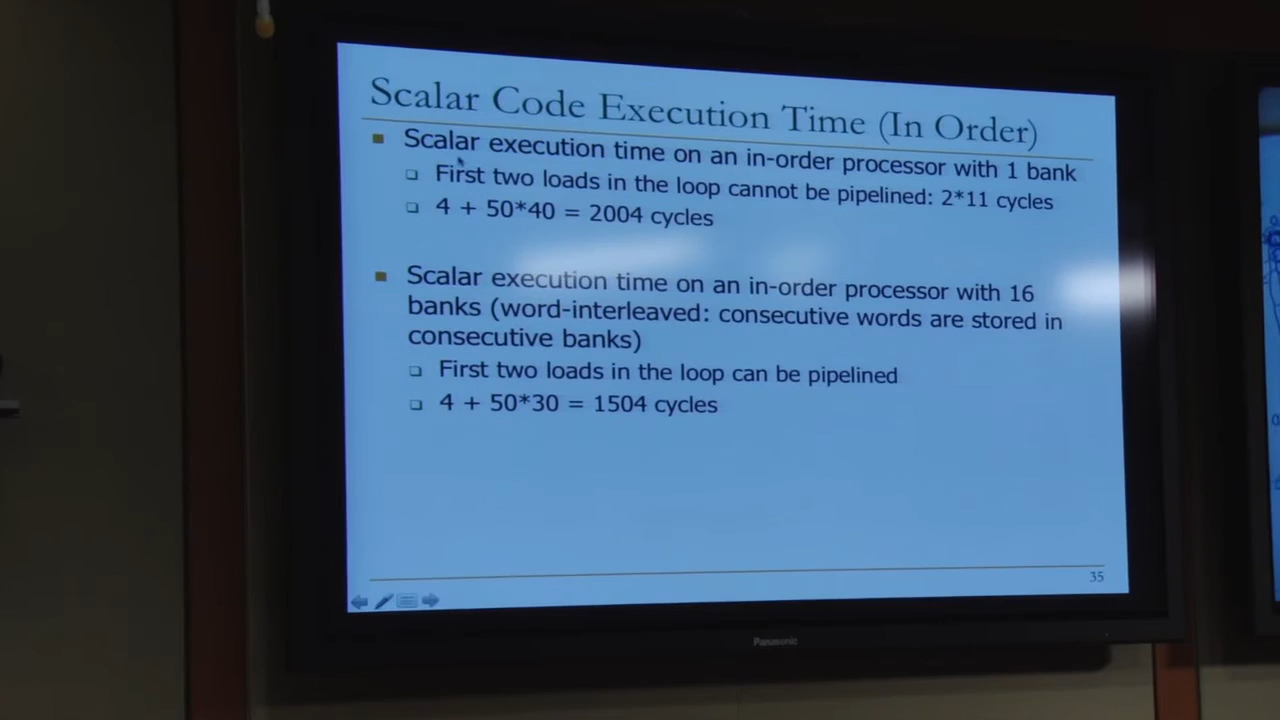 Scalar Code Execution Time (In Order)
Scalar execution time on an in-order processor with 1 bank
First two loads in the loop cannot be pipelined: 2*11 cycles
4 + 50*40 = 2004 cycles
Scalar execution time on an in-order processor with 16
banks (word-interleaved: consecutive words are stored in
consecutive banks)
First two loads in the loop can be pipelined
4 + 50*30 = 1504 cycles
35
Panasonic